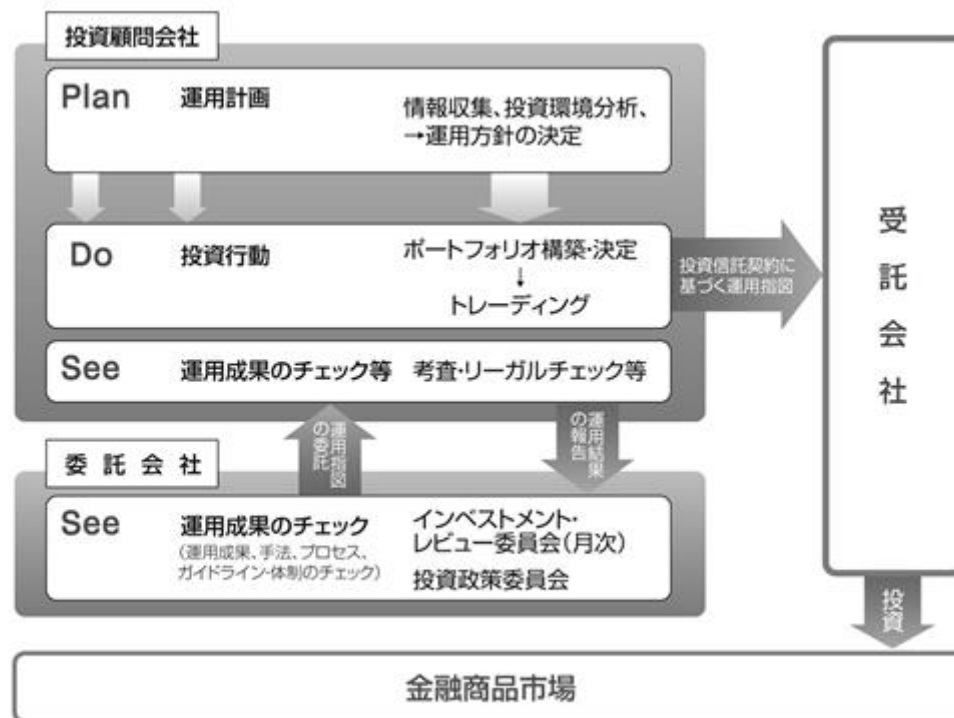 投資顧問会社
Plan 運用計画
情報収集、投資環境分析、
→運用方針の決定
Do 投資行動
ポートフォリオ構築・決定
↓
トレーディング
投資信託契約に
基づく運用指図
See 運用成果のチェック等 考査・リーガルチェック等
運用指図
の委託
運用結果
の報告
委託会社
See 運用成果のチェック
(運用成果、手法、プロセス、
ガイドライン・体制のチェック)
インベストメント・
レビュー委員会(月次)
投資政策委員会
受託会社
投資
金融商品市場